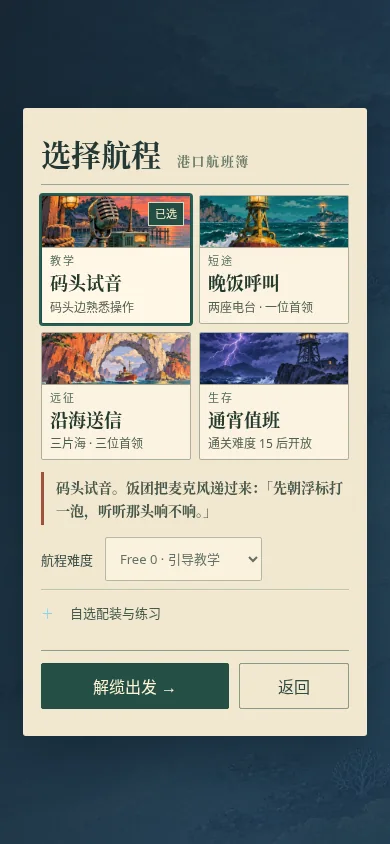 选择航程 港口航班簿
已选
教学
码头试音
码头边熟悉操作
短途
晚饭呼叫
两座电台 · 一位首领
远征
沿海送信
三片海 · 三位首领
生存
通宵值班
通关难度 15 后开放
码头试音。饭团把麦克风递过来：「先朝浮标打
一泡，听听那头响不响。」
航程难度 Free 0 · 引导教学
+ 自选配装与练习
解缆出发 →
返回